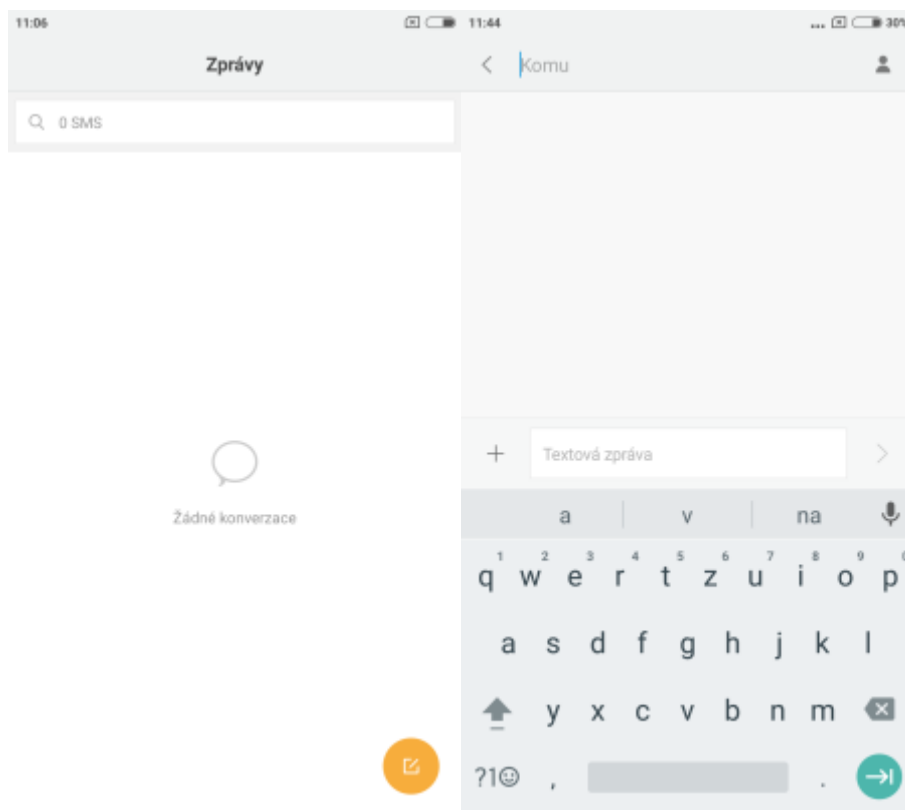 11:06
Zprávy
0 SMS
Žádné konverzace
11:44
... 30%
Komu
Textová zpráva
a v na
1 2 3 4 5 6 7 8 9 0
q w e r t z u i o p
a s d f g h j k l
y x c v b n m
?1☺ , .